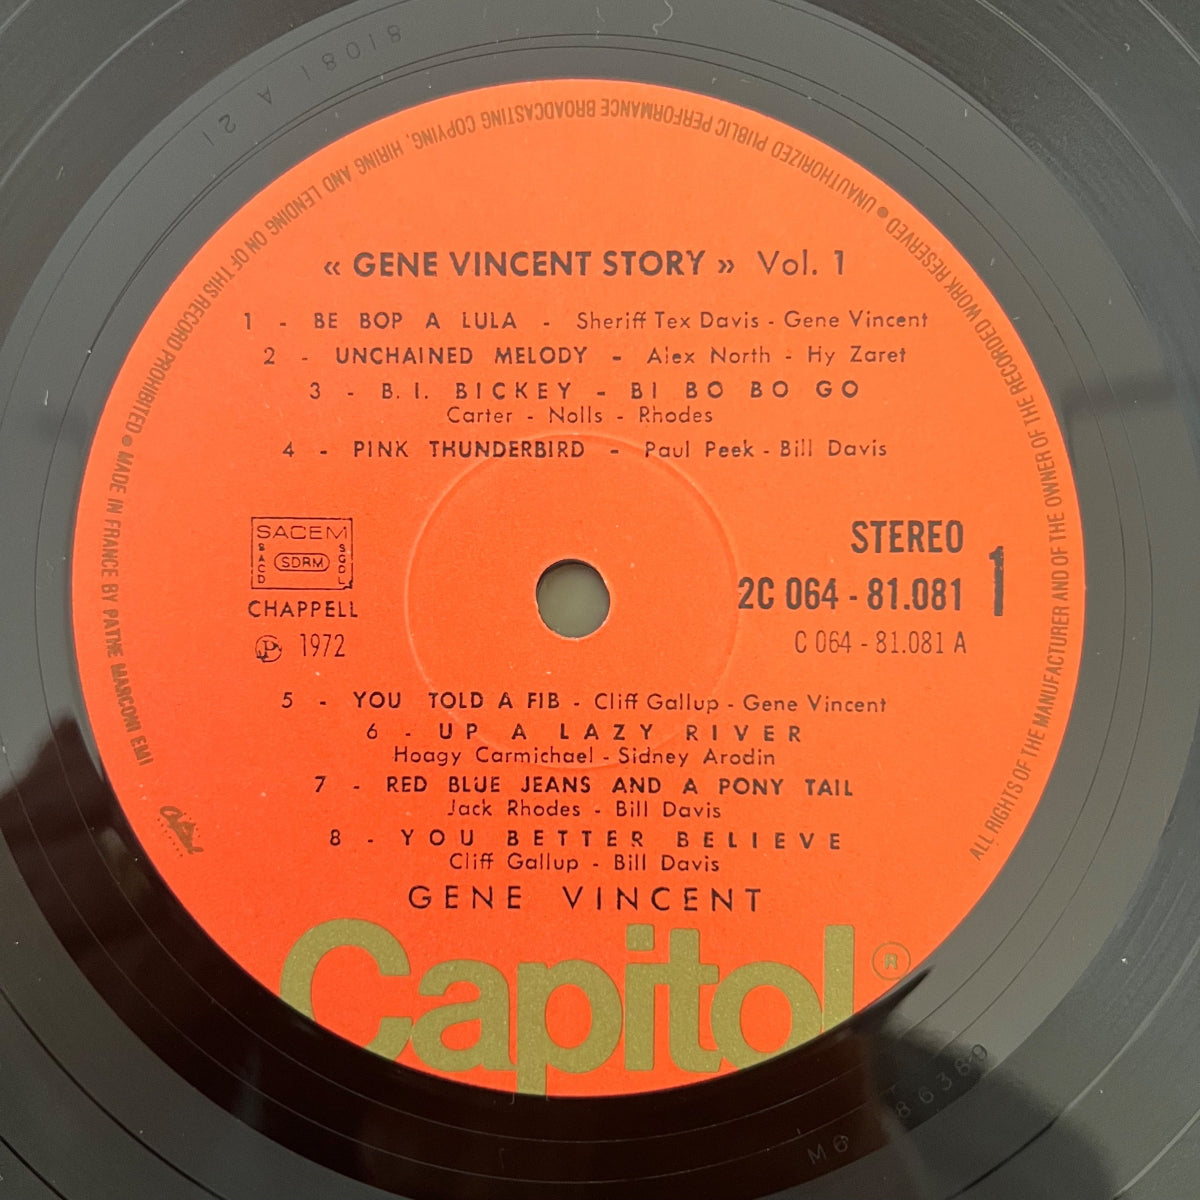 « GENE VINCENT STORY » Vol. 1
1 - BE BOP A LULA - Sheriff Tex Davis - Gene Vincent
2 - UNCHAINED MELODY - Alex North - Hy Zaret
3 - B. I. BICKEY - BI BO BO GO
Carter - Nolls - Rhodes
4 - PINK THUNDERBIRD - Paul Peek - Bill Davis
SACEM
SACD
SDRM
SGDL
CHAPPELL
℗ 1972
STEREO
2C 064 - 81.081
1
C 064 - 81.081 A
5 - YOU TOLD A FIB - Cliff Gallup - Gene Vincent
6 - UP A LAZY RIVER
Hoagy Carmichael - Sidney Arodin
7 - RED BLUE JEANS AND A PONY TAIL
Jack Rhodes - Bill Davis
8 - YOU BETTER BELIEVE
Cliff Gallup - Bill Davis
GENE VINCENT
Capitol ®
Capitol
ALL RIGHTS OF THE MANUFACTURER AND OF THE OWNER OF THE RECORDED WORK RESERVED ● UNAUTHORIZED PUBLIC PERFORMANCE BROADCASTING COPYING, HIRING AND LENDING ON OF THIS RECORD PROHIBITED ● MADE IN FRANCE BY PATHE MARCONI EMI
81081 A 21
M6 86389